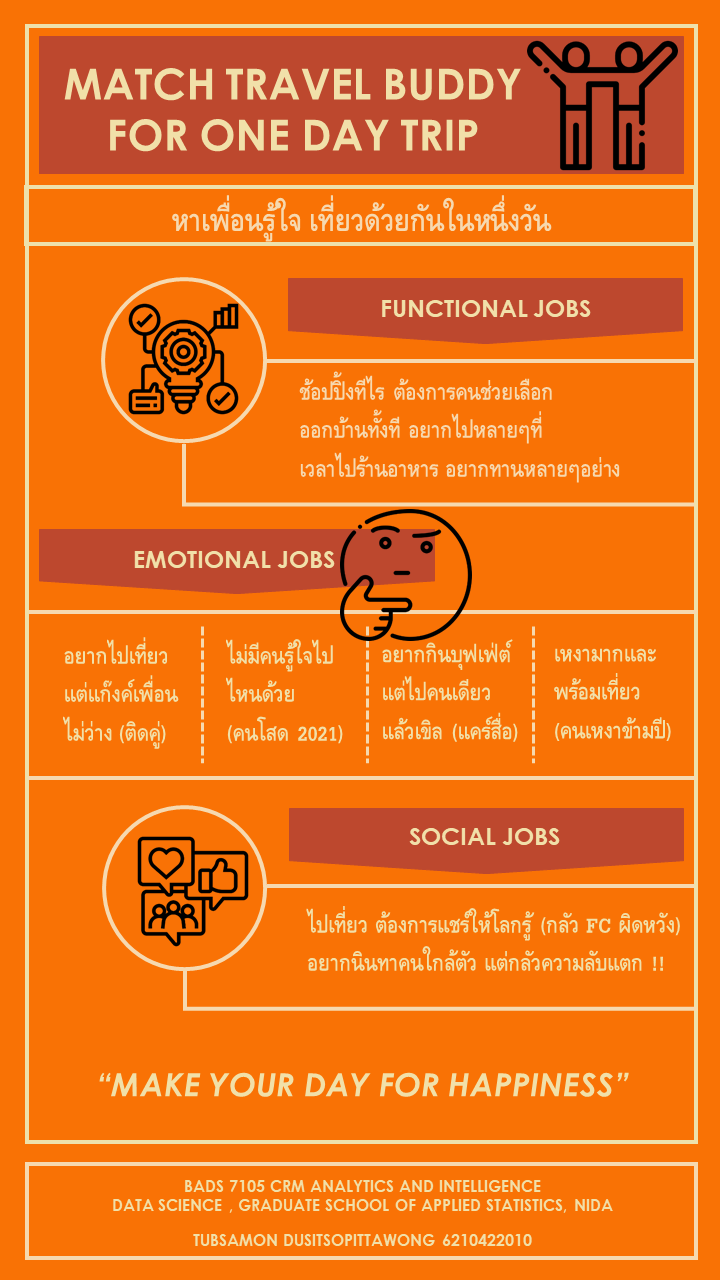 MATCH TRAVEL BUDDY
FOR ONE DAY TRIP
หาเพื่อนรู้ใจ เที่ยวด้วยกันในหนึ่งวัน
FUNCTIONAL JOBS
ช้อปปิ้งทีไร ต้องการคนช่วยเลือก
ออกบ้านทั้งที อยากไปหลายๆที่
เวลาไปร้านอาหาร อยากทานหลายๆอย่าง
EMOTIONAL JOBS
อยากไปเที่ยว
แต่แก๊งค์เพื่อน
ไม่ว่าง (ติดคู่)
ไม่มีคนรู้ใจไป
ไหนด้วย
(คนโสด 2021)
อยากกินบุฟเฟ่ต์
แต่ไปคนเดียว
แล้วเขิล (แคร์สื่อ)
เหงามากและ
พร้อมเที่ยว
(คนเหงาข้ามปี)
SOCIAL JOBS
ไปเที่ยว ต้องการแชร์ให้โลกรู้ (กลัว FC ผิดหวัง)
อยากนินทาคนใกล้ตัว แต่กลัวความลับแตก !!
“MAKE YOUR DAY FOR HAPPINESS”
BADS 7105 CRM ANALYTICS AND INTELLIGENCE
DATA SCIENCE , GRADUATE SCHOOL OF APPLIED STATISTICS, NIDA
TUBSAMON DUSITSOPITTAWONG 6210422010